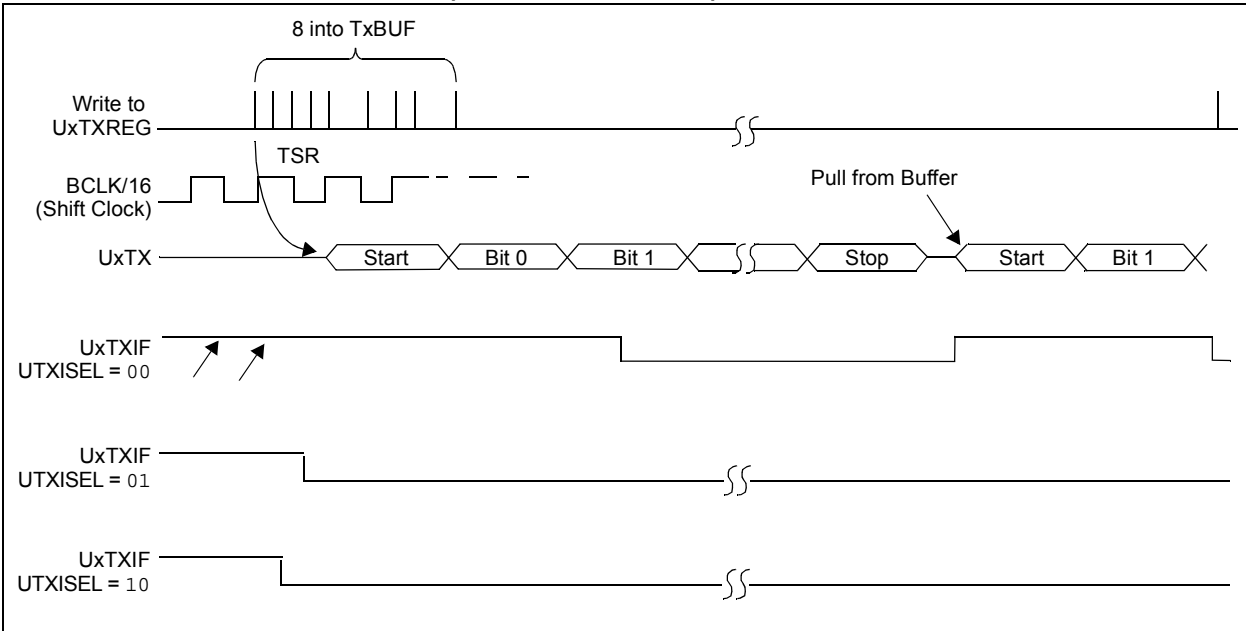 8 into TxBUF
Write to
UxTXREG
TSR
BCLK/16
(Shift Clock)
Pull from Buffer
UxTX
Start
Bit 0
Bit 1
Stop
Start
Bit 1
UxTXIF
UTXISEL = 00
UxTXIF
UTXISEL = 01
UxTXIF
UTXISEL = 10